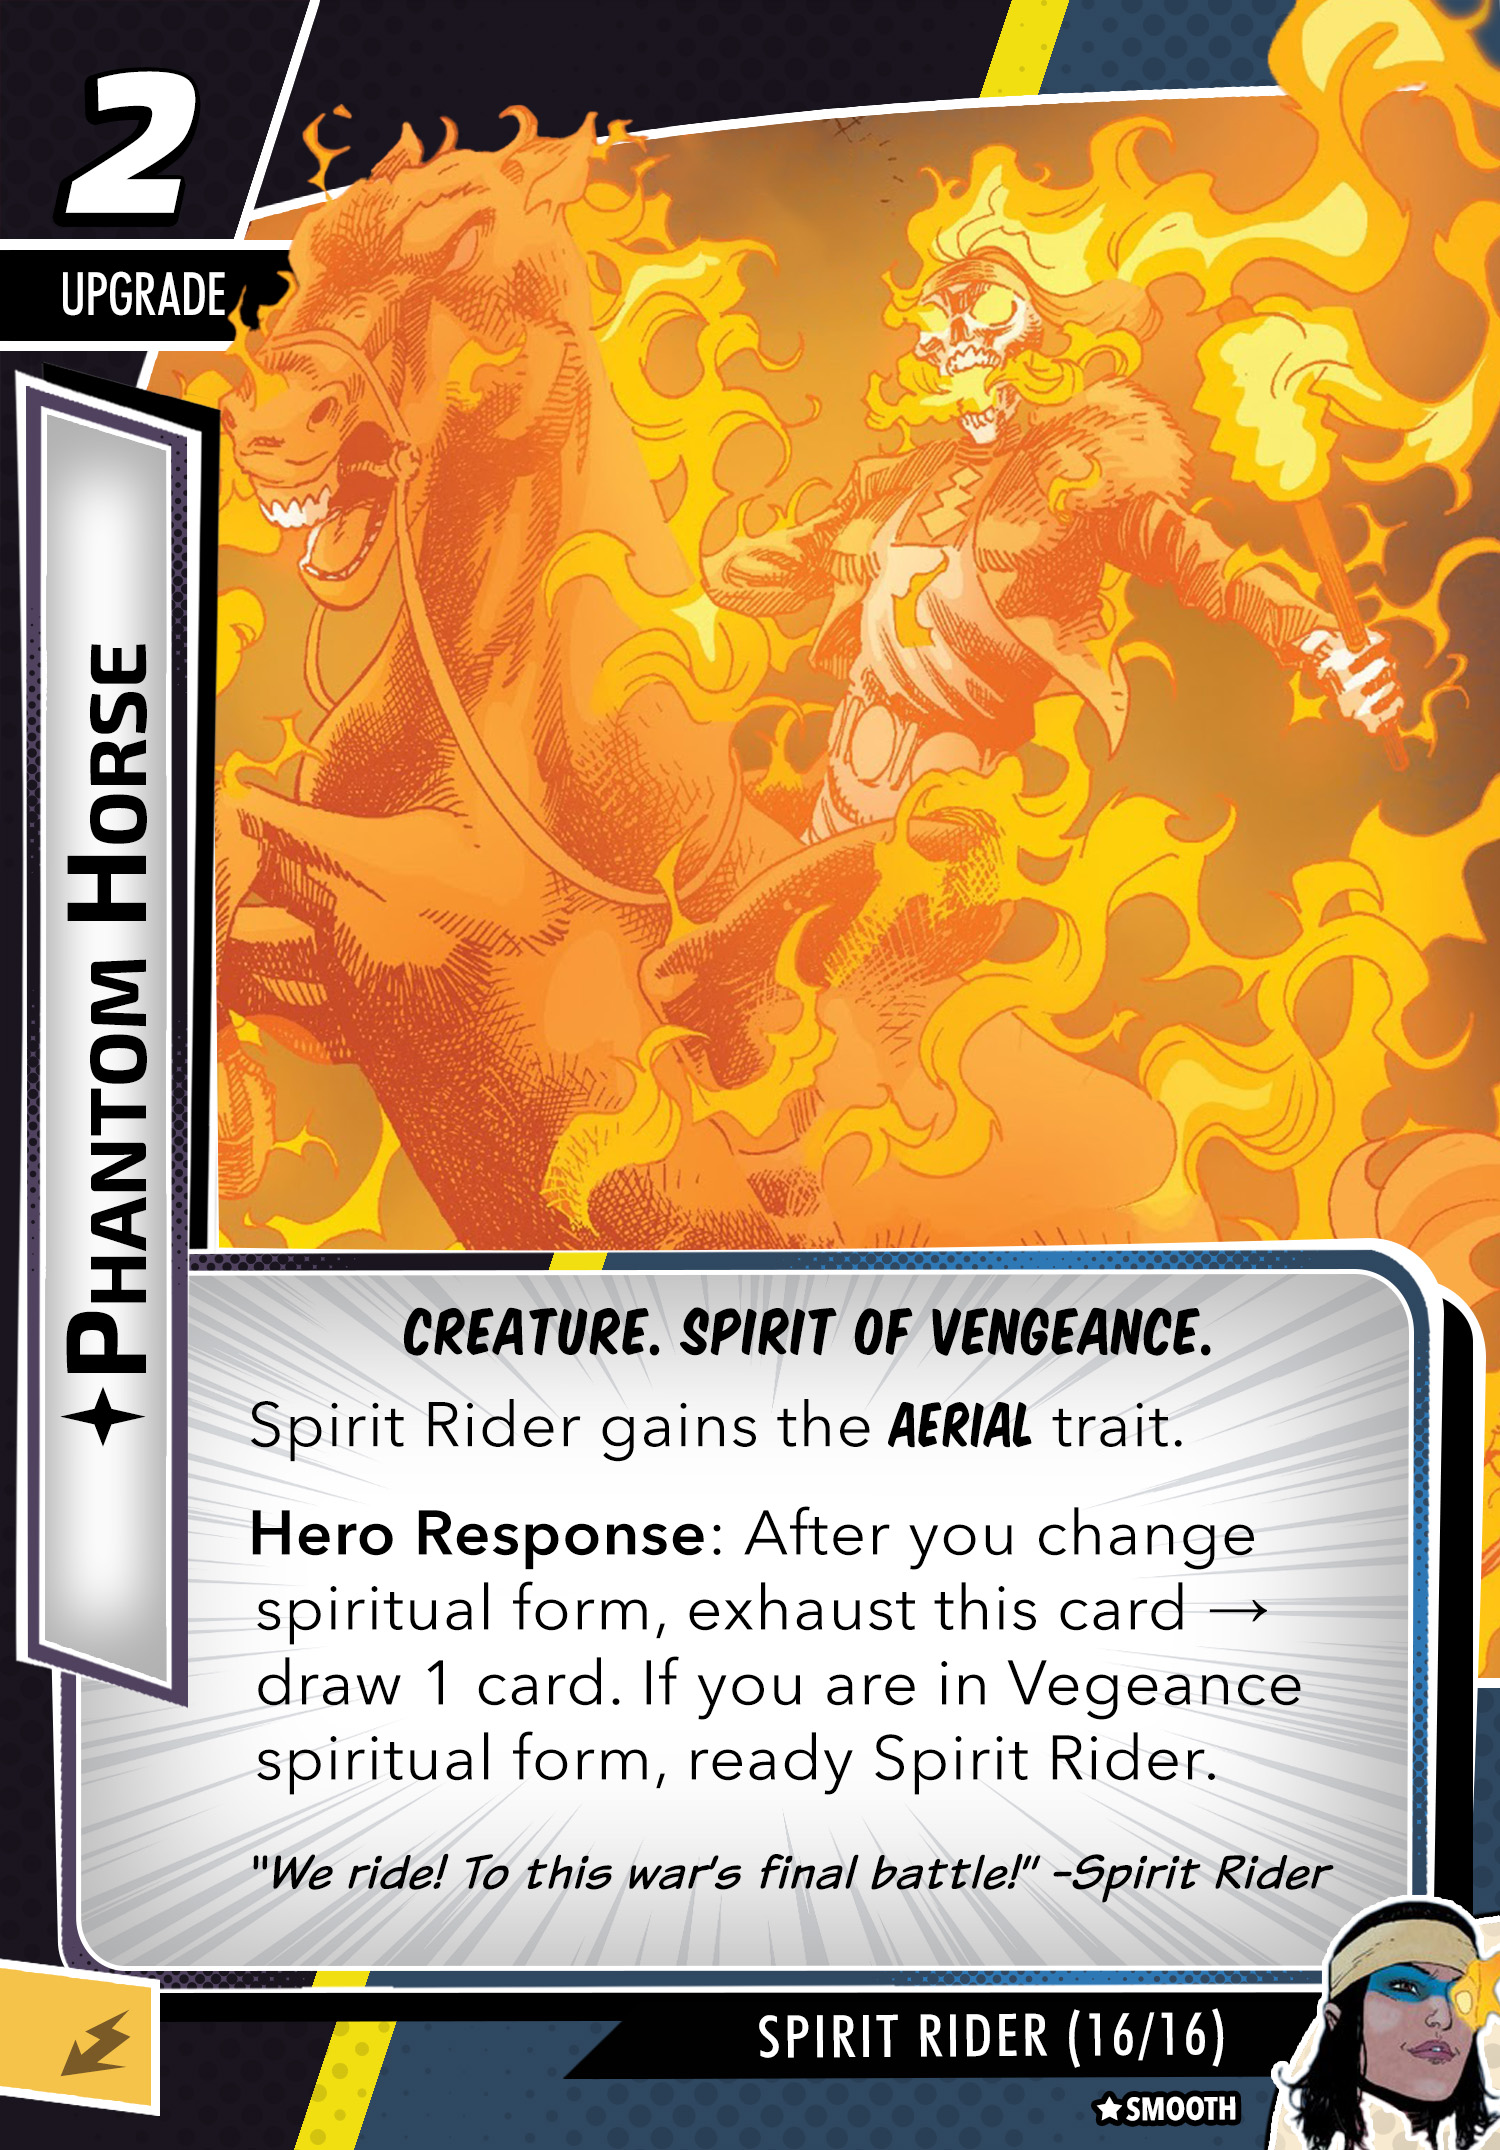 2
UPGRADE
PHANTOM HORSE
CREATURE. SPIRIT OF VENGEANCE.
Spirit Rider gains the AERIAL trait.
Hero Response: After you change
spiritual form, exhaust this card →
draw 1 card. If you are in Vegeance
spiritual form, ready Spirit Rider.
"We ride! To this war's final battle!" -Spirit Rider
SPIRIT RIDER (16/16)
★SMOOTH